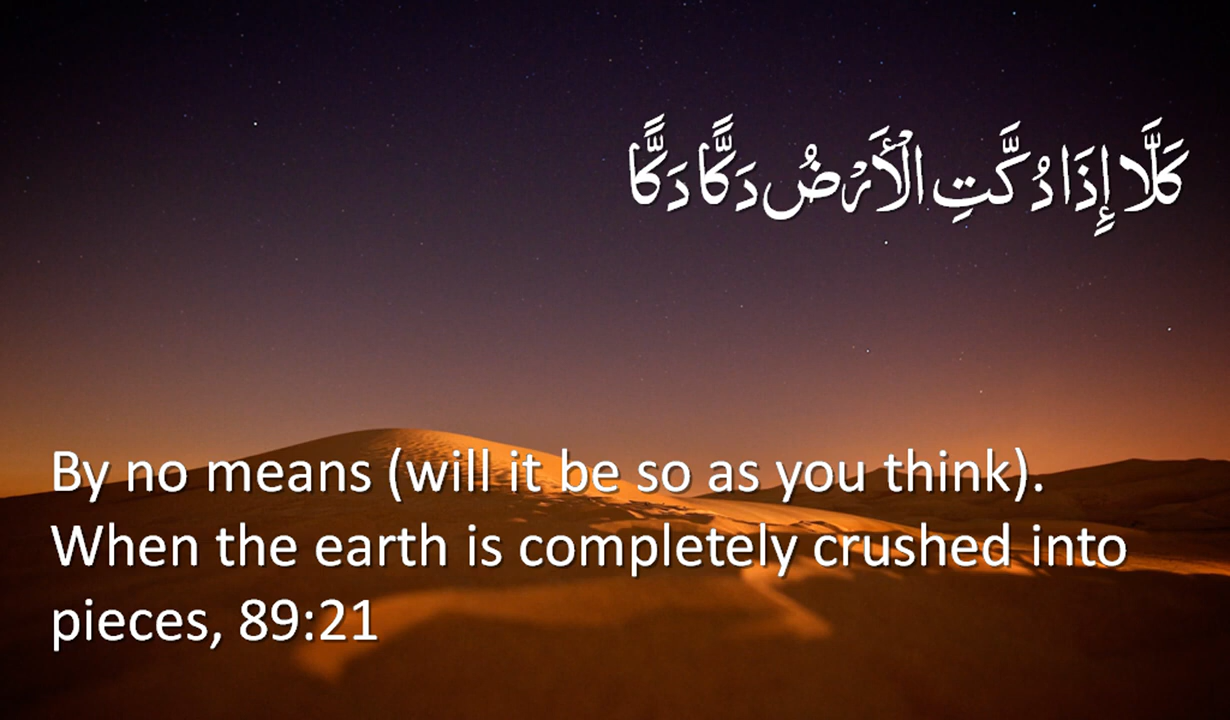 كَلَّا إِذَا دُكَّتِ الْأَرْضُ دَكًّا دَكًّا
By no means (will it be so as you think).
When the earth is completely crushed into
pieces, 89:21